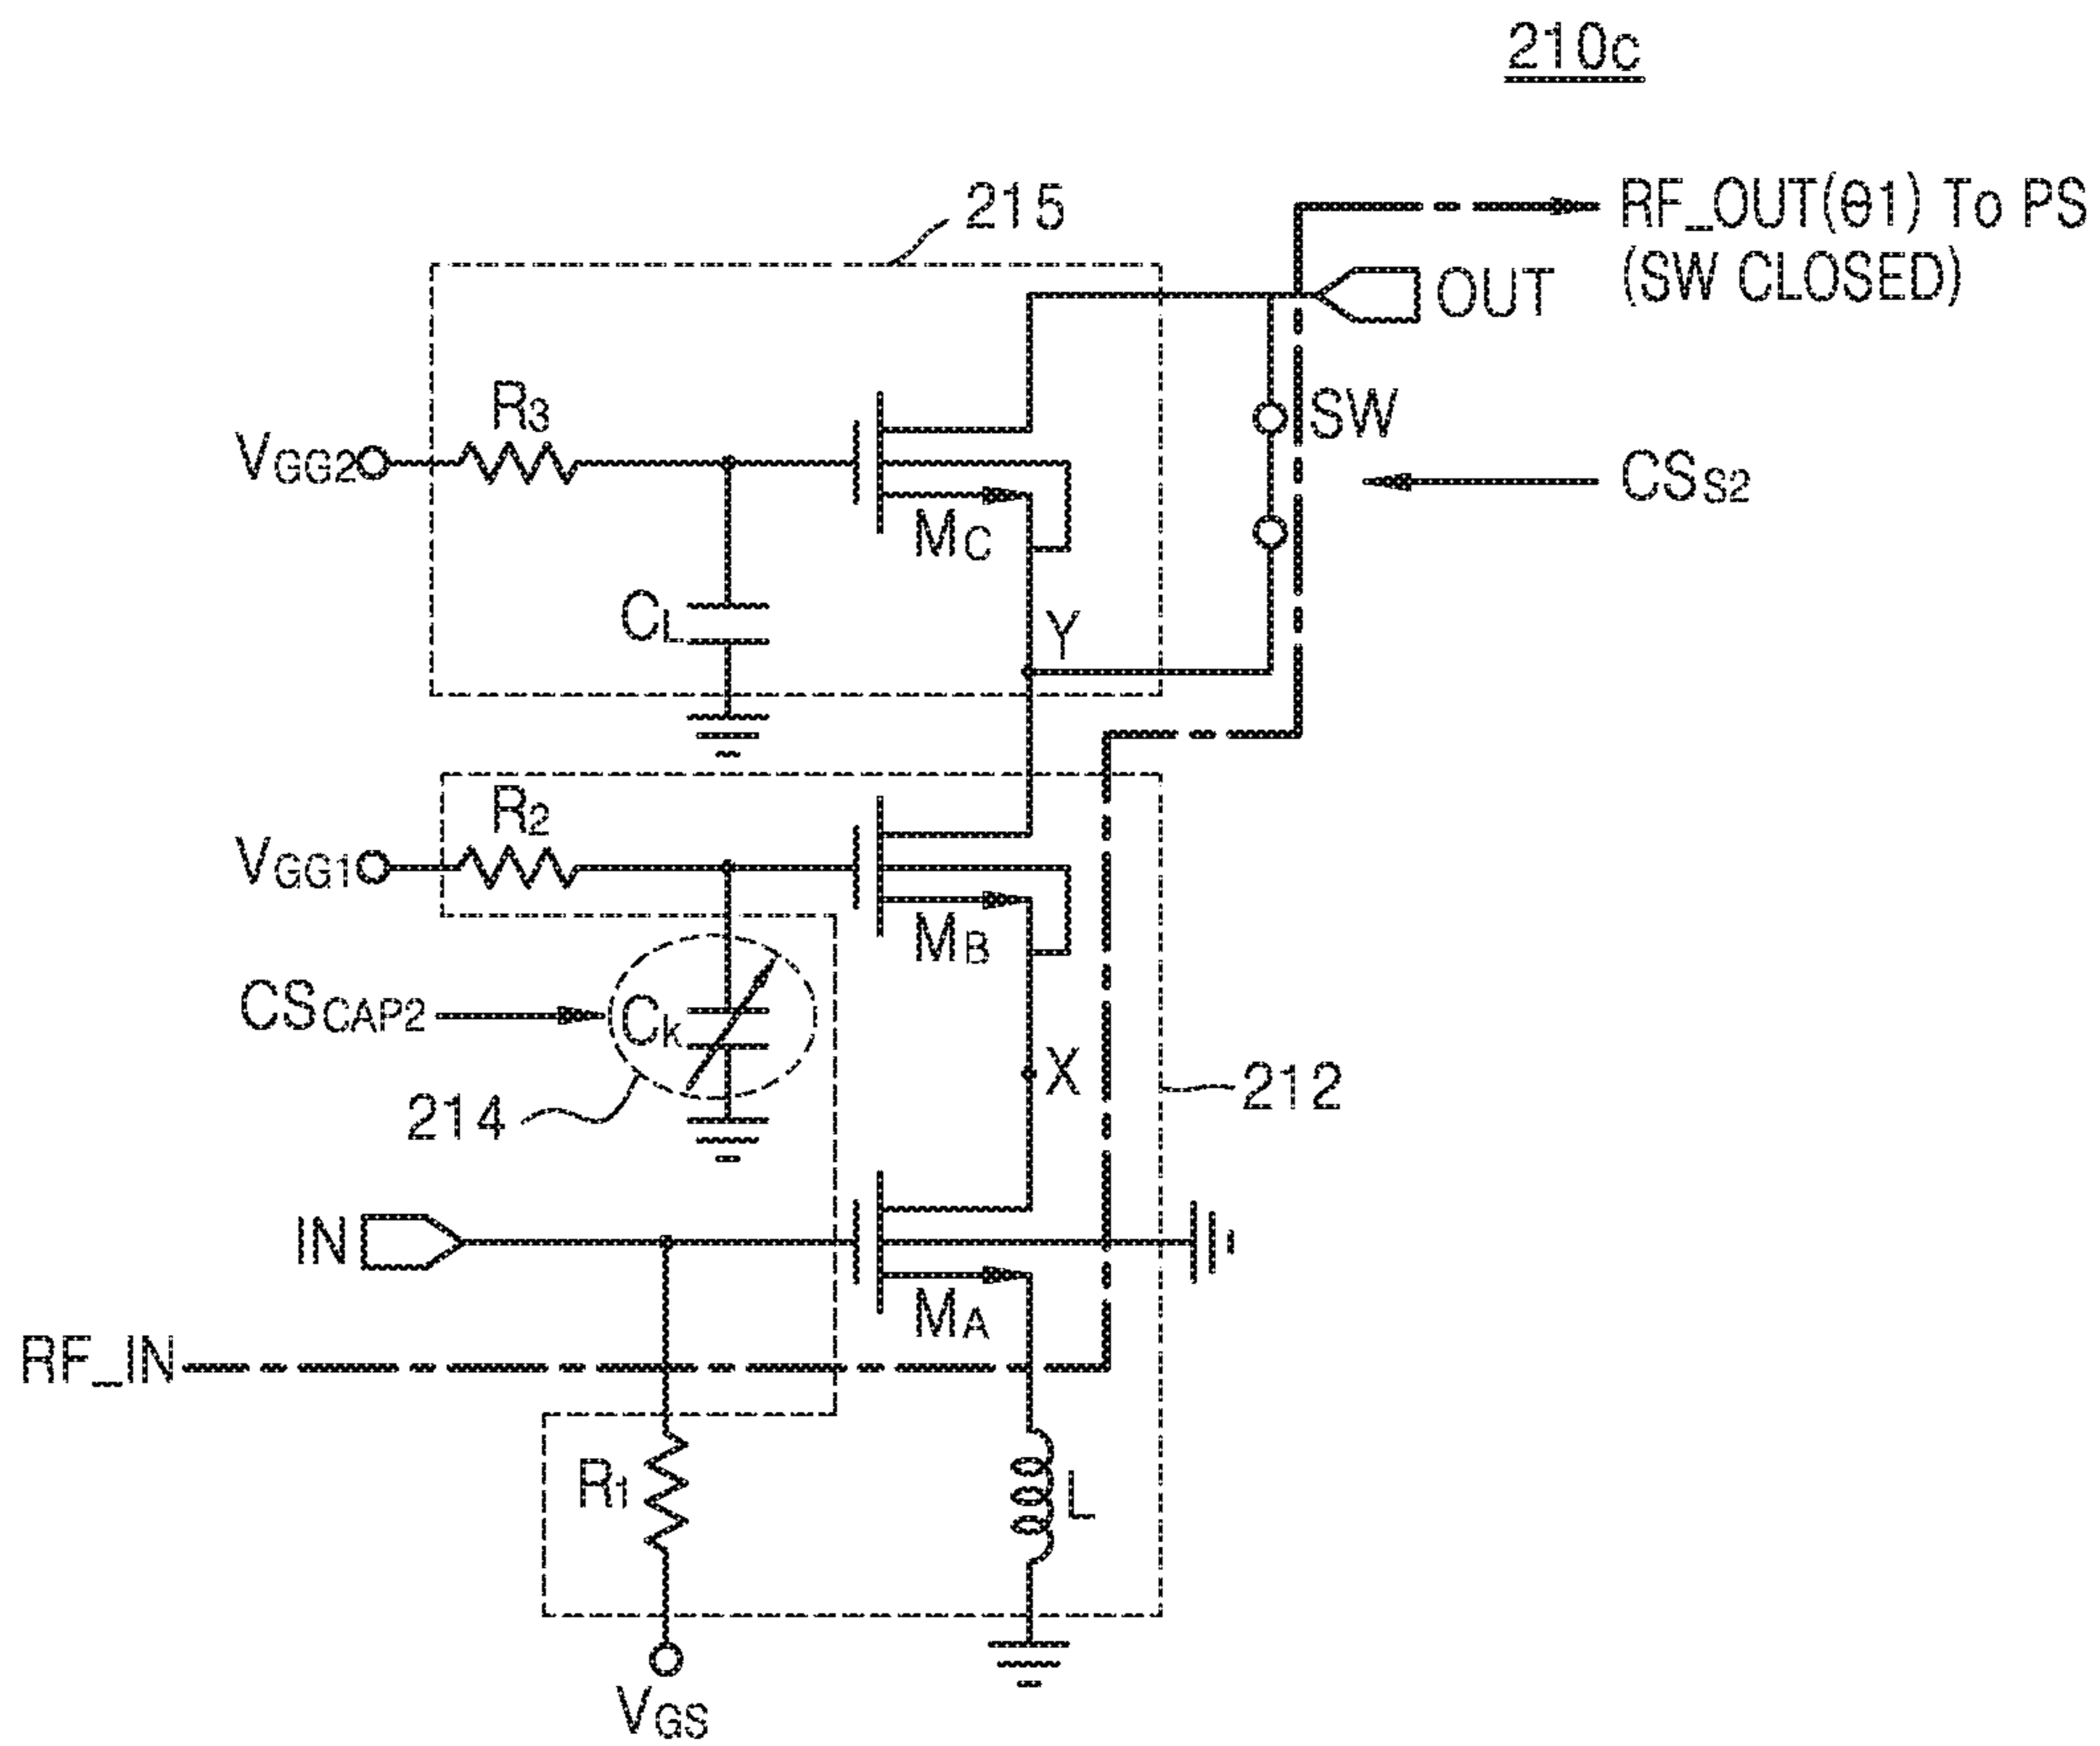 210c
215
RF_OUT(θ1) To PS
(SW CLOSED)
OUT
R3
SW
VGG2
CSS2
MC
CL
Y
R2
VGG1
MB
CSCAP2
Ck
X
214
212
IN
MA
RF_IN
R1
L
VGS